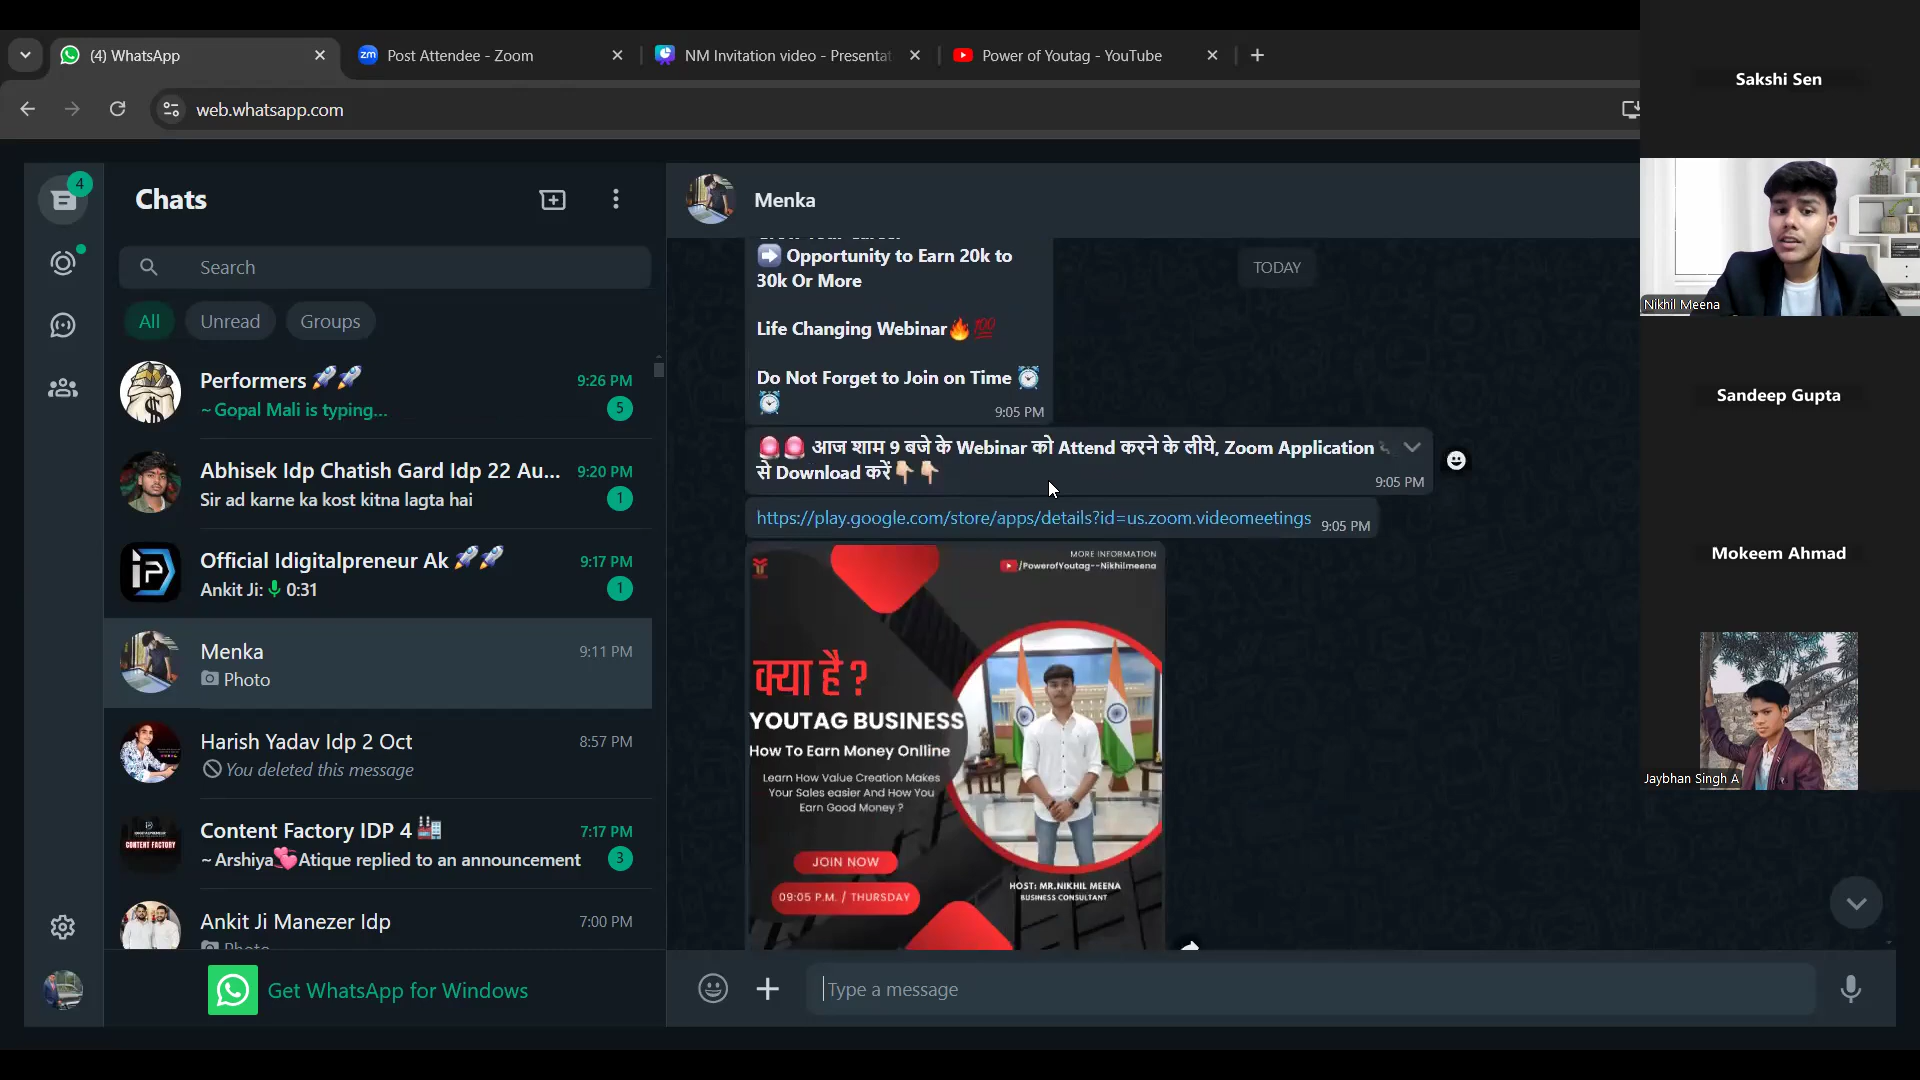 (4) WhatsApp
Post Attendee - Zoom
NM Invitation video - Presentat
Power of Youtag - YouTube
web.whatsapp.com
4
Chats
Search
All
Unread
Groups
Performers 🚀🚀
9:26 PM
~ Gopal Mali is typing...
5
Abhisek Idp Chatish Gard Idp 22 Au...
9:20 PM
Sir ad karne ka kost kitna lagta hai
1
Official Idigitalpreneur Ak 🚀🚀
9:17 PM
Ankit Ji: 0:31
1
Menka
9:11 PM
Photo
Harish Yadav Idp 2 Oct
8:57 PM
You deleted this message
Content Factory IDP 4 🏭
7:17 PM
~ Arshiya💞Atique replied to an announcement
3
CONTENT FACTORY
Ankit Ji Manezer Idp
7:00 PM
Photo
Get WhatsApp for Windows
Menka
TODAY
➡️ Opportunity to Earn 20k to
30k Or More
Life Changing Webinar🔥💯
Do Not Forget to Join on Time ⏰
⏰
9:05 PM
🚨🚨 आज शाम 9 बजे के Webinar को Attend करने के लीये, Zoom Application
से Download करें👇🏻👇🏻
9:05 PM
https://play.google.com/store/apps/details?id=us.zoom.videomeetings
9:05 PM
MORE INFORMATION
/PowerofYoutag--Nikhilmeena
क्या है ?
YOUTAG BUSINESS
How To Earn Money Onlline
Learn How Value Creation Makes
Your Sales easier And How You
Earn Good Money ?
JOIN NOW
09:05 P.M. / THURSDAY
HOST: MR.NIKHIL MEENA
BUSINESS CONSULTANT
Type a message
Sakshi Sen
Nikhil Meena
Sandeep Gupta
Mokeem Ahmad
Jaybhan Singh A